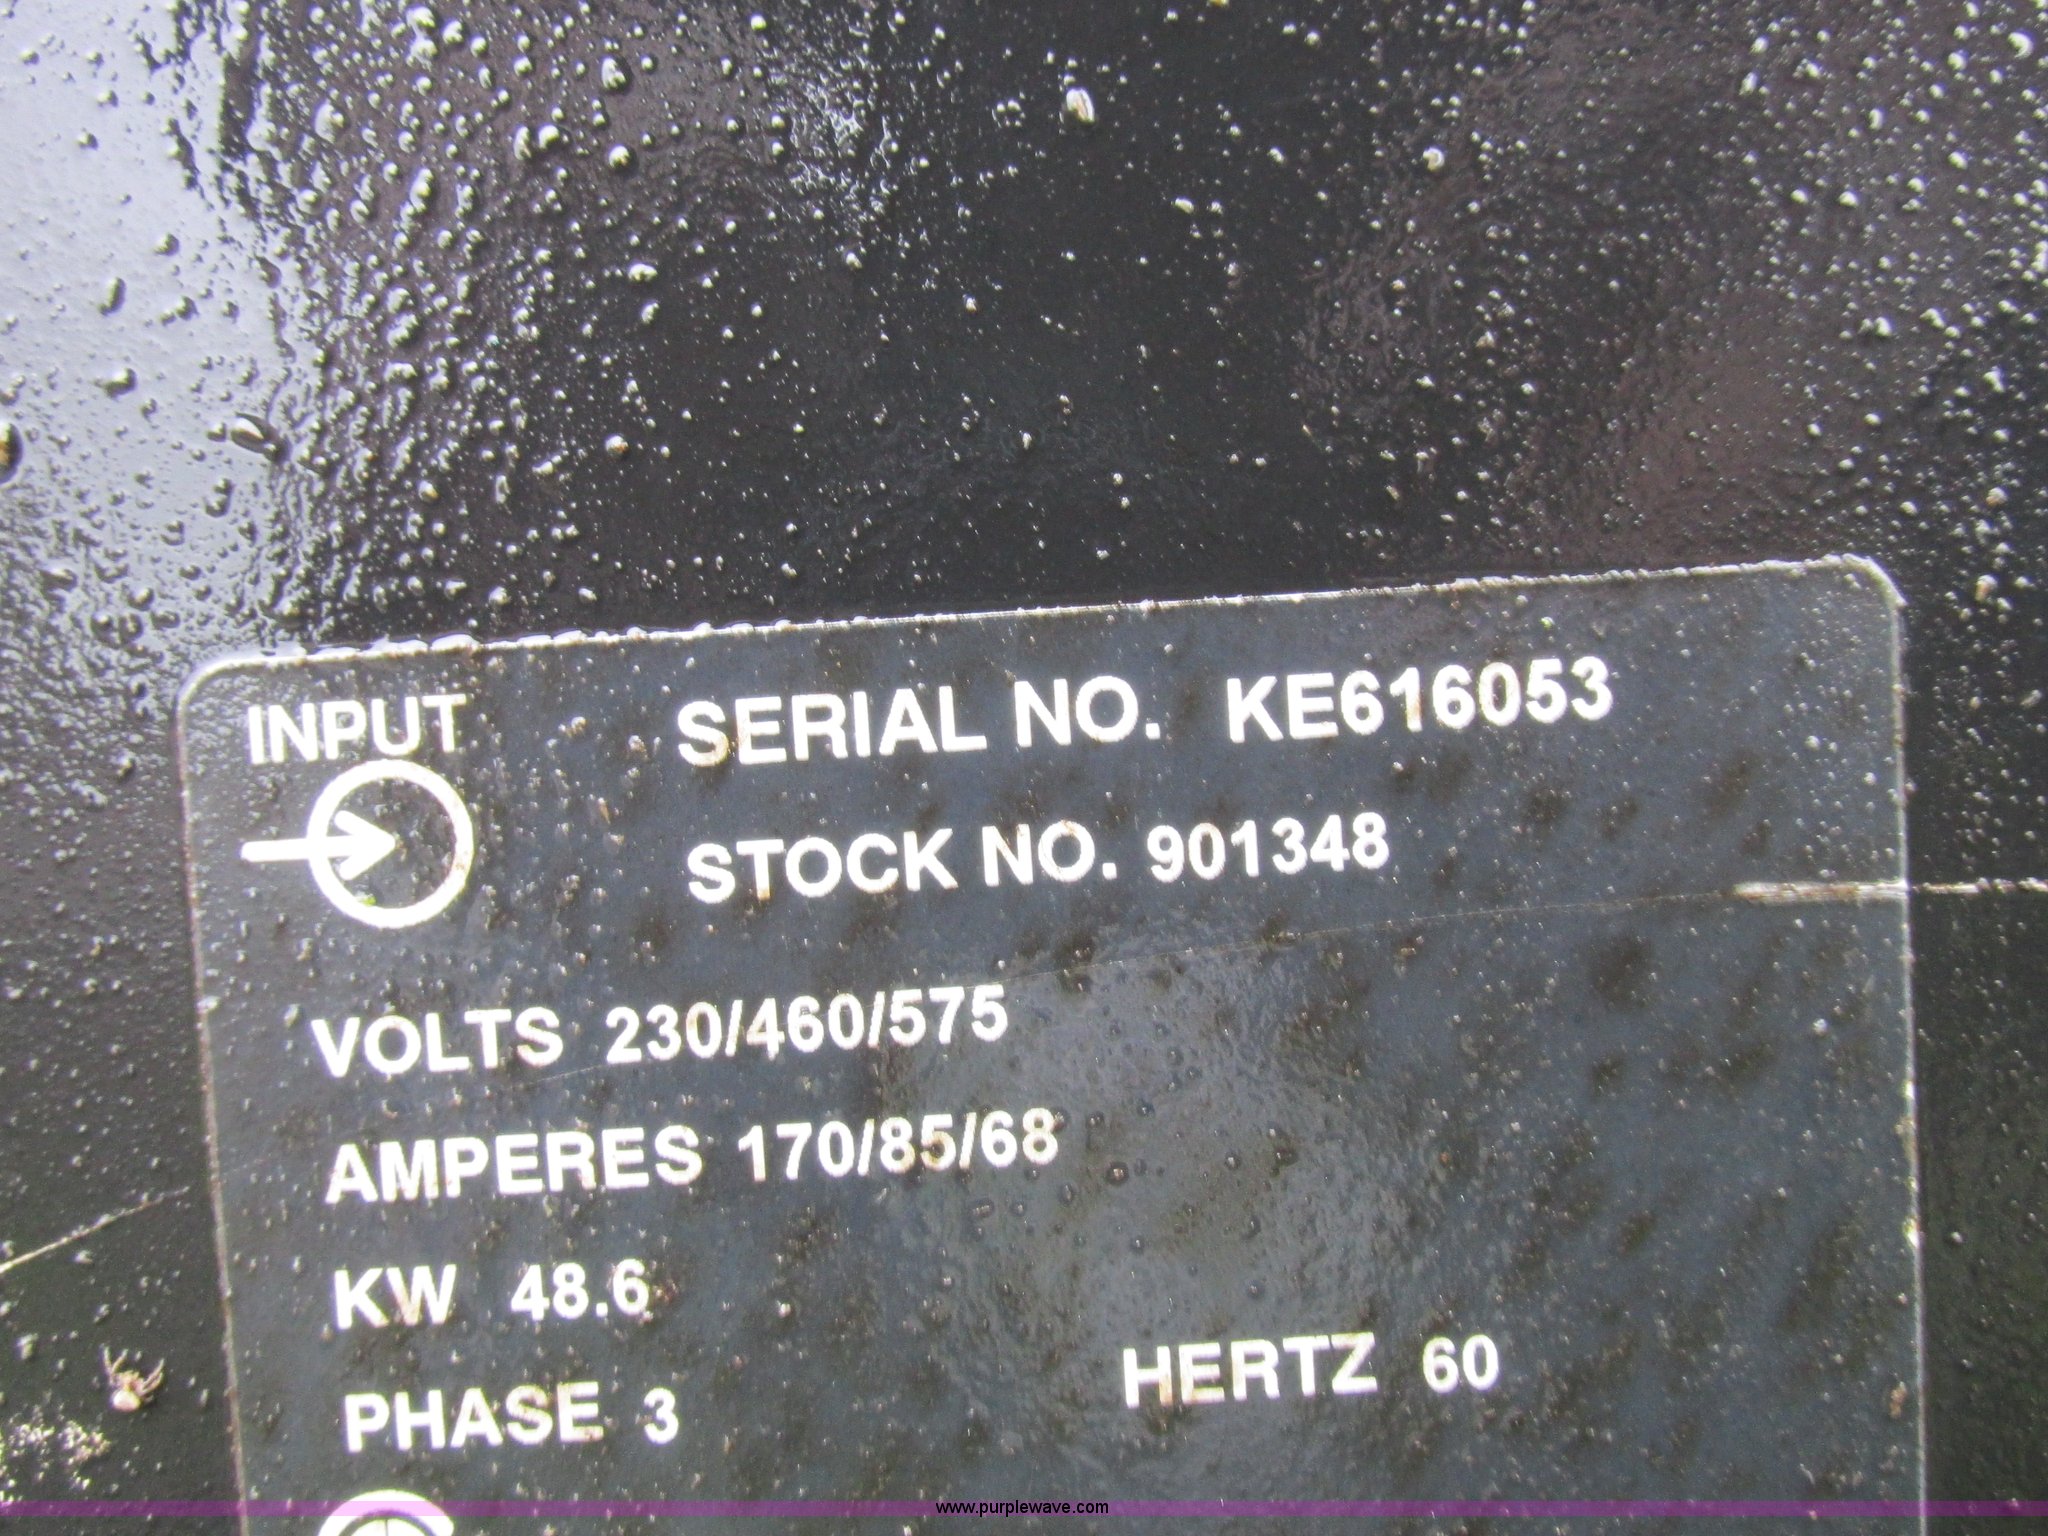 INPUT
SERIAL NO. KE616053
STOCK NO. 901348
VOLTS 230/460/575
AMPERES 170/85/68
KW 48.6
PHASE 3
HERTZ 60
www.purplewave.com